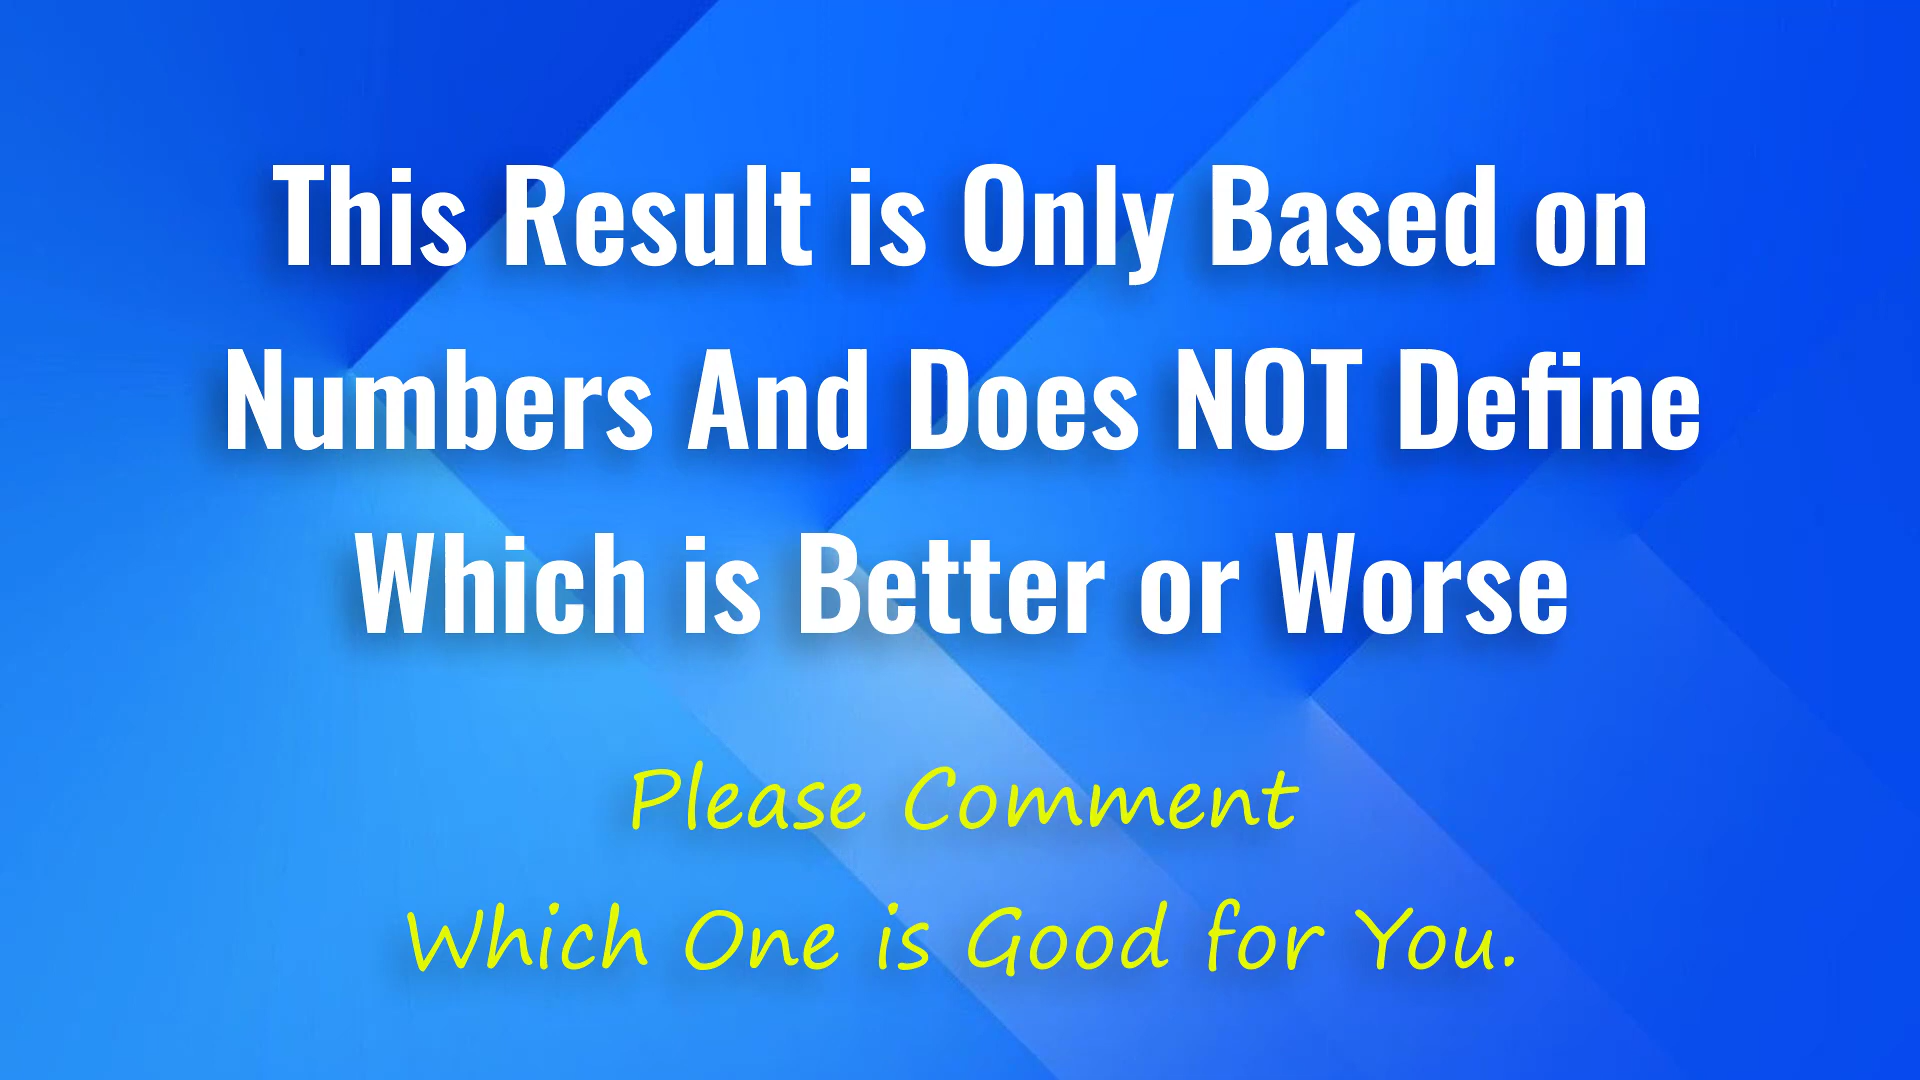 This Result is Only Based on
Numbers And Does NOT Define
Which is Better or Worse
Please Comment
Which One is Good for You.